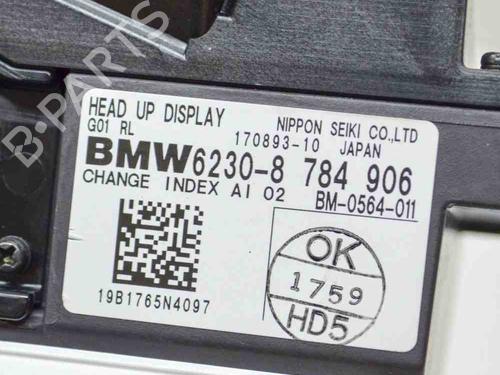 HEAD UP DISPLAY NIPPON SEIKI CO.,LTD
G01 RL 170893-10 JAPAN
BMW 6230-8 784 906
CHANGE INDEX AI 02 BM-0564-011
OK
1759
HD5
19B1765N4097
B-PARTS